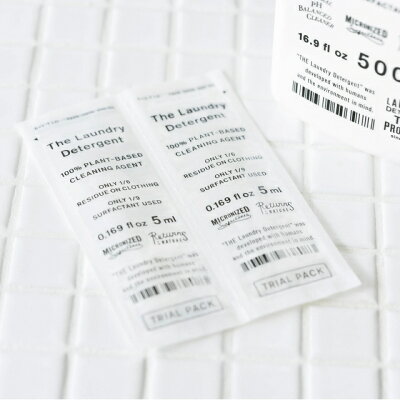 The Laundry
Detergent
100% PLANT-BASED
CLEANING AGENT
ONLY 1/6
RESIDUE ON CLOTHING
ONLY 1/9
SURFACTANT USED
0.169 fl oz 5 ml
MICRONIZED
"THE Laundry Detergent" was
developed with humans
and the environment in mind.
TRIAL PACK
The Laundry
Detergent
100% PLANT-BASED
CLEANING AGENT
ONLY 1/6
RESIDUE ON CLOTHING
ONLY 1/9
SURFACTANT USED
0.169 fl oz 5 ml
MICRONIZED
"THE Laundry Detergent" was
developed with humans
and the environment in mind.
TRIAL PACK
pH
BALANCED
CLEANER
MICRONIZED
16.9 fl oz 500
"THE Laundry Detergent" was
developed with humans
and the environment in mind.